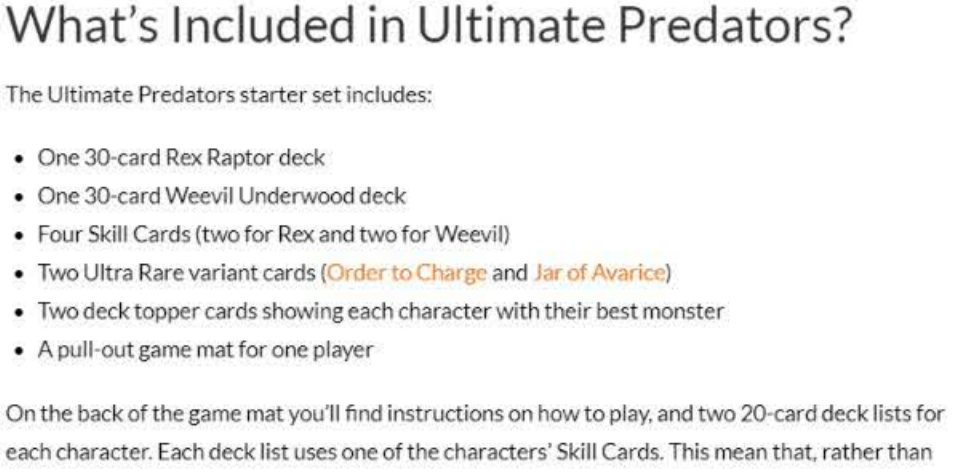 What's Included in Ultimate Predators?
The Ultimate Predators starter set includes:
• One 30-card Rex Raptor deck
• One 30-card Weevil Underwood deck
• Four Skill Cards (two for Rex and two for Weevil)
• Two Ultra Rare variant cards (Order to Charge and Jar of Avarice)
• Two deck topper cards showing each character with their best monster
• A pull-out game mat for one player
On the back of the game mat you'll find instructions on how to play, and two 20-card deck lists for
each character. Each deck list uses one of the characters' Skill Cards. This mean that, rather than